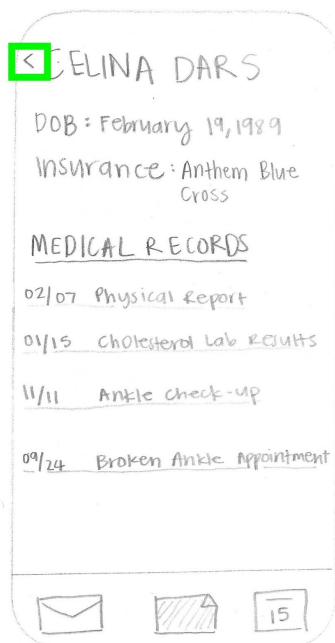 < CELINA DARS
DOB: February 19, 1989
Insurance: Anthem Blue
Cross
MEDICAL RECORDS
02/07 Physical Report
01/15 Cholesterol Lab Results
11/11 Ankle Check-up
09/24 Broken Ankle Appointment
15